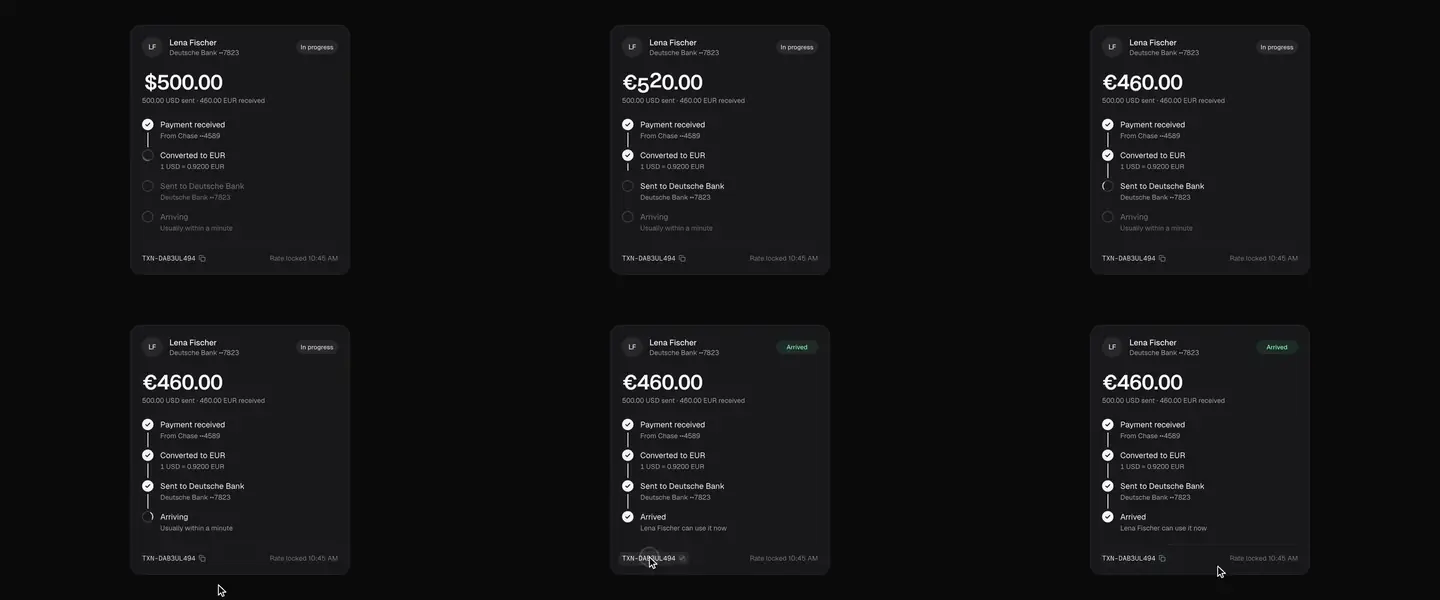 LF
Lena Fischer
Deutsche Bank ··7823
In progress
$500.00
500.00 USD sent · 460.00 EUR received
Payment received
From Chase ··4589
Converted to EUR
1 USD = 0.9200 EUR
Sent to Deutsche Bank
Deutsche Bank ··7823
Arriving
Usually within a minute
TXN-DAB3UL494
Rate locked 10:45 AM
LF
Lena Fischer
Deutsche Bank ··7823
In progress
€520.00
500.00 USD sent · 460.00 EUR received
Payment received
From Chase ··4589
Converted to EUR
1 USD = 0.9200 EUR
Sent to Deutsche Bank
Deutsche Bank ··7823
Arriving
Usually within a minute
TXN-DAB3UL494
Rate locked 10:45 AM
LF
Lena Fischer
Deutsche Bank ··7823
In progress
€460.00
500.00 USD sent · 460.00 EUR received
Payment received
From Chase ··4589
Converted to EUR
1 USD = 0.9200 EUR
Sent to Deutsche Bank
Deutsche Bank ··7823
Arriving
Usually within a minute
TXN-DAB3UL494
Rate locked 10:45 AM
LF
Lena Fischer
Deutsche Bank ··7823
In progress
€460.00
500.00 USD sent · 460.00 EUR received
Payment received
From Chase ··4589
Converted to EUR
1 USD = 0.9200 EUR
Sent to Deutsche Bank
Deutsche Bank ··7823
Arriving
Usually within a minute
TXN-DAB3UL494
Rate locked 10:45 AM
LF
Lena Fischer
Deutsche Bank ··7823
Arrived
€460.00
500.00 USD sent · 460.00 EUR received
Payment received
From Chase ··4589
Converted to EUR
1 USD = 0.9200 EUR
Sent to Deutsche Bank
Deutsche Bank ··7823
Arrived
Lena Fischer can use it now
TXN-DAB3UL494
Rate locked 10:45 AM
LF
Lena Fischer
Deutsche Bank ··7823
Arrived
€460.00
500.00 USD sent · 460.00 EUR received
Payment received
From Chase ··4589
Converted to EUR
1 USD = 0.9200 EUR
Sent to Deutsche Bank
Deutsche Bank ··7823
Arrived
Lena Fischer can use it now
TXN-DAB3UL494
Rate locked 10:45 AM